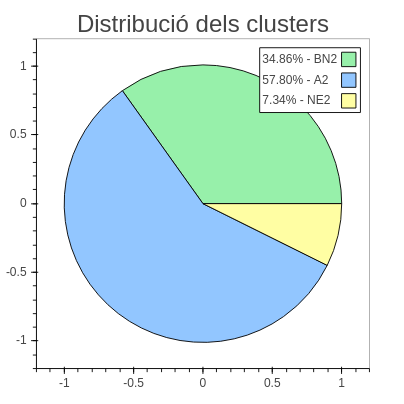 Distribució dels clusters
34.86% - BN2
57.80% - A2
7.34% - NE2
1
0.5
0
-0.5
-1
-1 -0.5 0 0.5 1